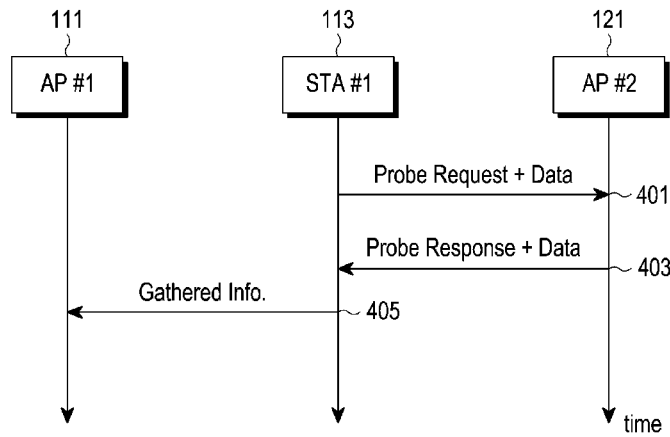 111
113
121
AP #1
STA #1
AP #2
Probe Request + Data
401
Probe Response + Data
403
Gathered Info.
405
time